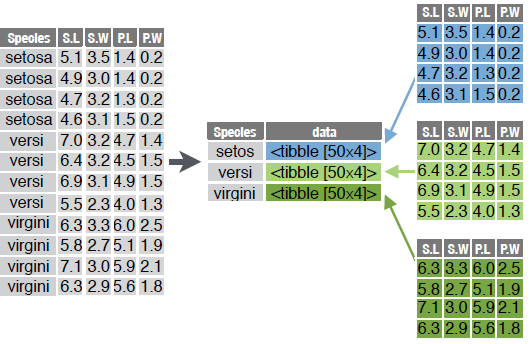 Speoles S.L S.W P.L P.W
setosa 5.1 3.5 1.4 0.2
setosa 4.9 3.0 1.4 0.2
setosa 4.7 3.2 1.3 0.2
setosa 4.6 3.1 1.5 0.2
versi 7.0 3.2 4.7 1.4
versi 6.4 3.2 4.5 1.5
versi 6.9 3.1 4.9 1.5
versi 5.5 2.3 4.0 1.3
virgini 6.3 3.3 6.0 2.5
virgini 5.8 2.7 5.1 1.9
virgini 7.1 3.0 5.9 2.1
virgini 6.3 2.9 5.6 1.8
Speoles data
setos <tibble [50x4]>
versi <tibble [50x4]>
virgini <tibble [50x4]>
S.L S.W P.L P.W
5.1 3.5 1.4 0.2
4.9 3.0 1.4 0.2
4.7 3.2 1.3 0.2
4.6 3.1 1.5 0.2
S.L S.W P.L P.W
7.0 3.2 4.7 1.4
6.4 3.2 4.5 1.5
6.9 3.1 4.9 1.5
5.5 2.3 4.0 1.3
S.L S.W P.L P.W
6.3 3.3 6.0 2.5
5.8 2.7 5.1 1.9
7.1 3.0 5.9 2.1
6.3 2.9 5.6 1.8